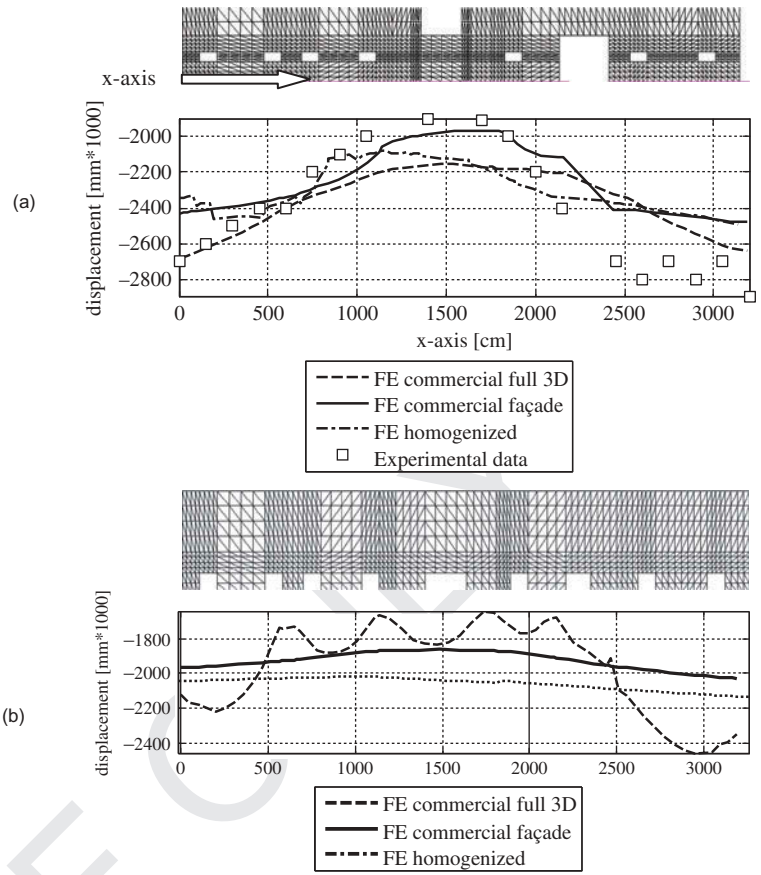 x-axis
(a)
displacement [mm*1000]
−2000
−2200
−2400
−2600
−2800
0 500 1000 1500 2000 2500 3000
x-axis [cm]
FE commercial full 3D
FE commercial façade
FE homogenized
Experimental data
(b)
displacement [mm*1000]
−1800
−2000
−2200
−2400
0 500 1000 1500 2000 2500 3000
FE commercial full 3D
FE commercial façade
FE homogenized